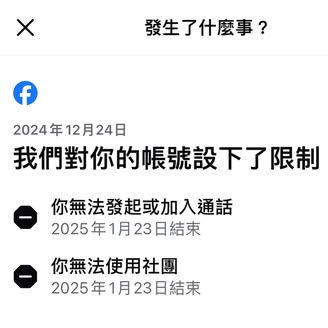 發生了什麼事？
2024年12月24日
我們對你的帳號設下了限制
你無法發起或加入通話
2025年1月23日結束
你無法使用社團
2025年1月23日結束